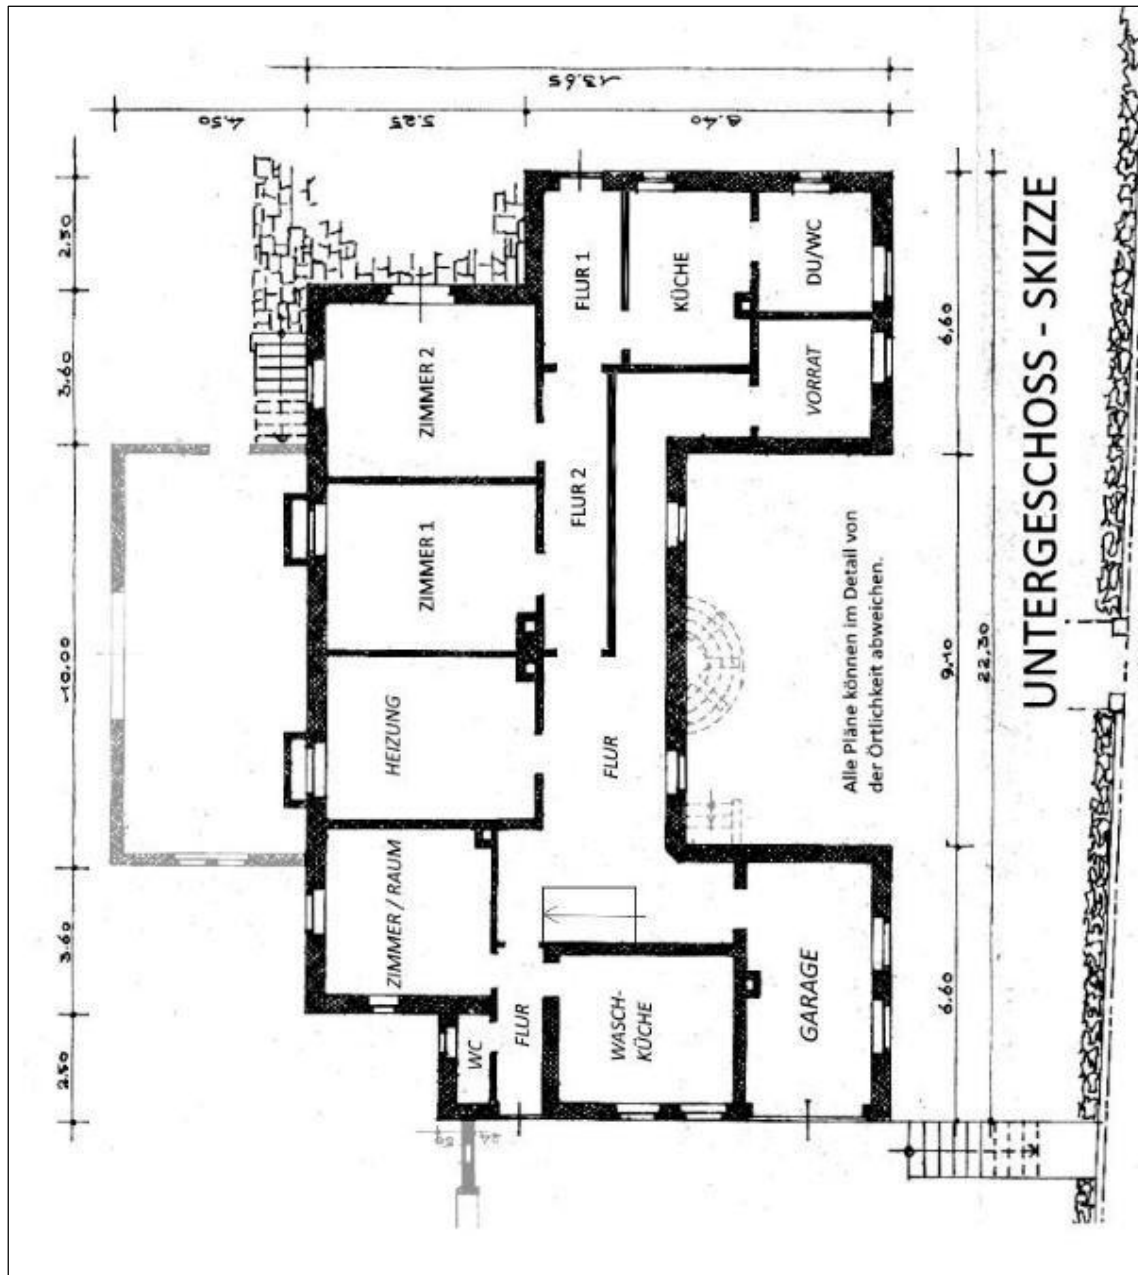 13.65
4.50
5.25
8.40
2.50
3.60
10.00
3.60
2.50
6,60
9.10
6.60
22.30
FLUR 1
KÜCHE
DU/WC
ZIMMER 2
VORRAT
FLUR 2
ZIMMER 1
HEIZUNG
FLUR
ZIMMER / RAUM
WC
FLUR
WASCH-
KÜCHE
GARAGE
Alle Pläne können im Detail von
der Örtlichkeit abweichen.
UNTERGESCHOSS - SKIZZE